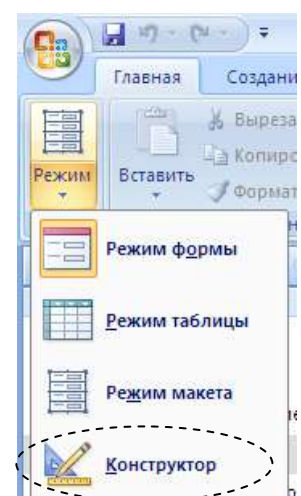 Главная Создани
Режим
Вставить
Выреза
Копиро
Формат
Режим формы
Режим таблицы
Режим макета
Конструктор